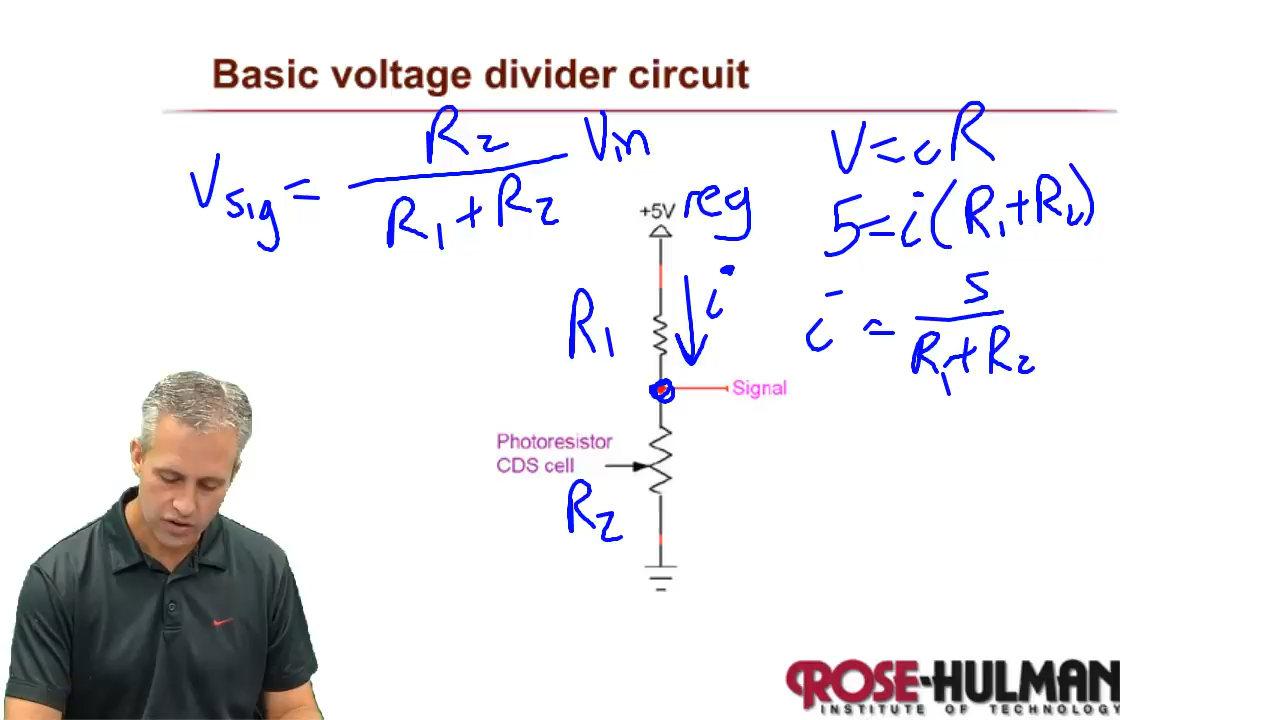 Basic voltage divider circuit
Vsig = R2 / (R1 + R2) Vin
V = iR
5 = i(R1 + R2)
i = 5 / (R1 + R2)
+5V reg
i
R1
Signal
Photoresistor
CDS cell
R2
ROSE-HULMAN
INSTITUTE OF TECHNOLOGY